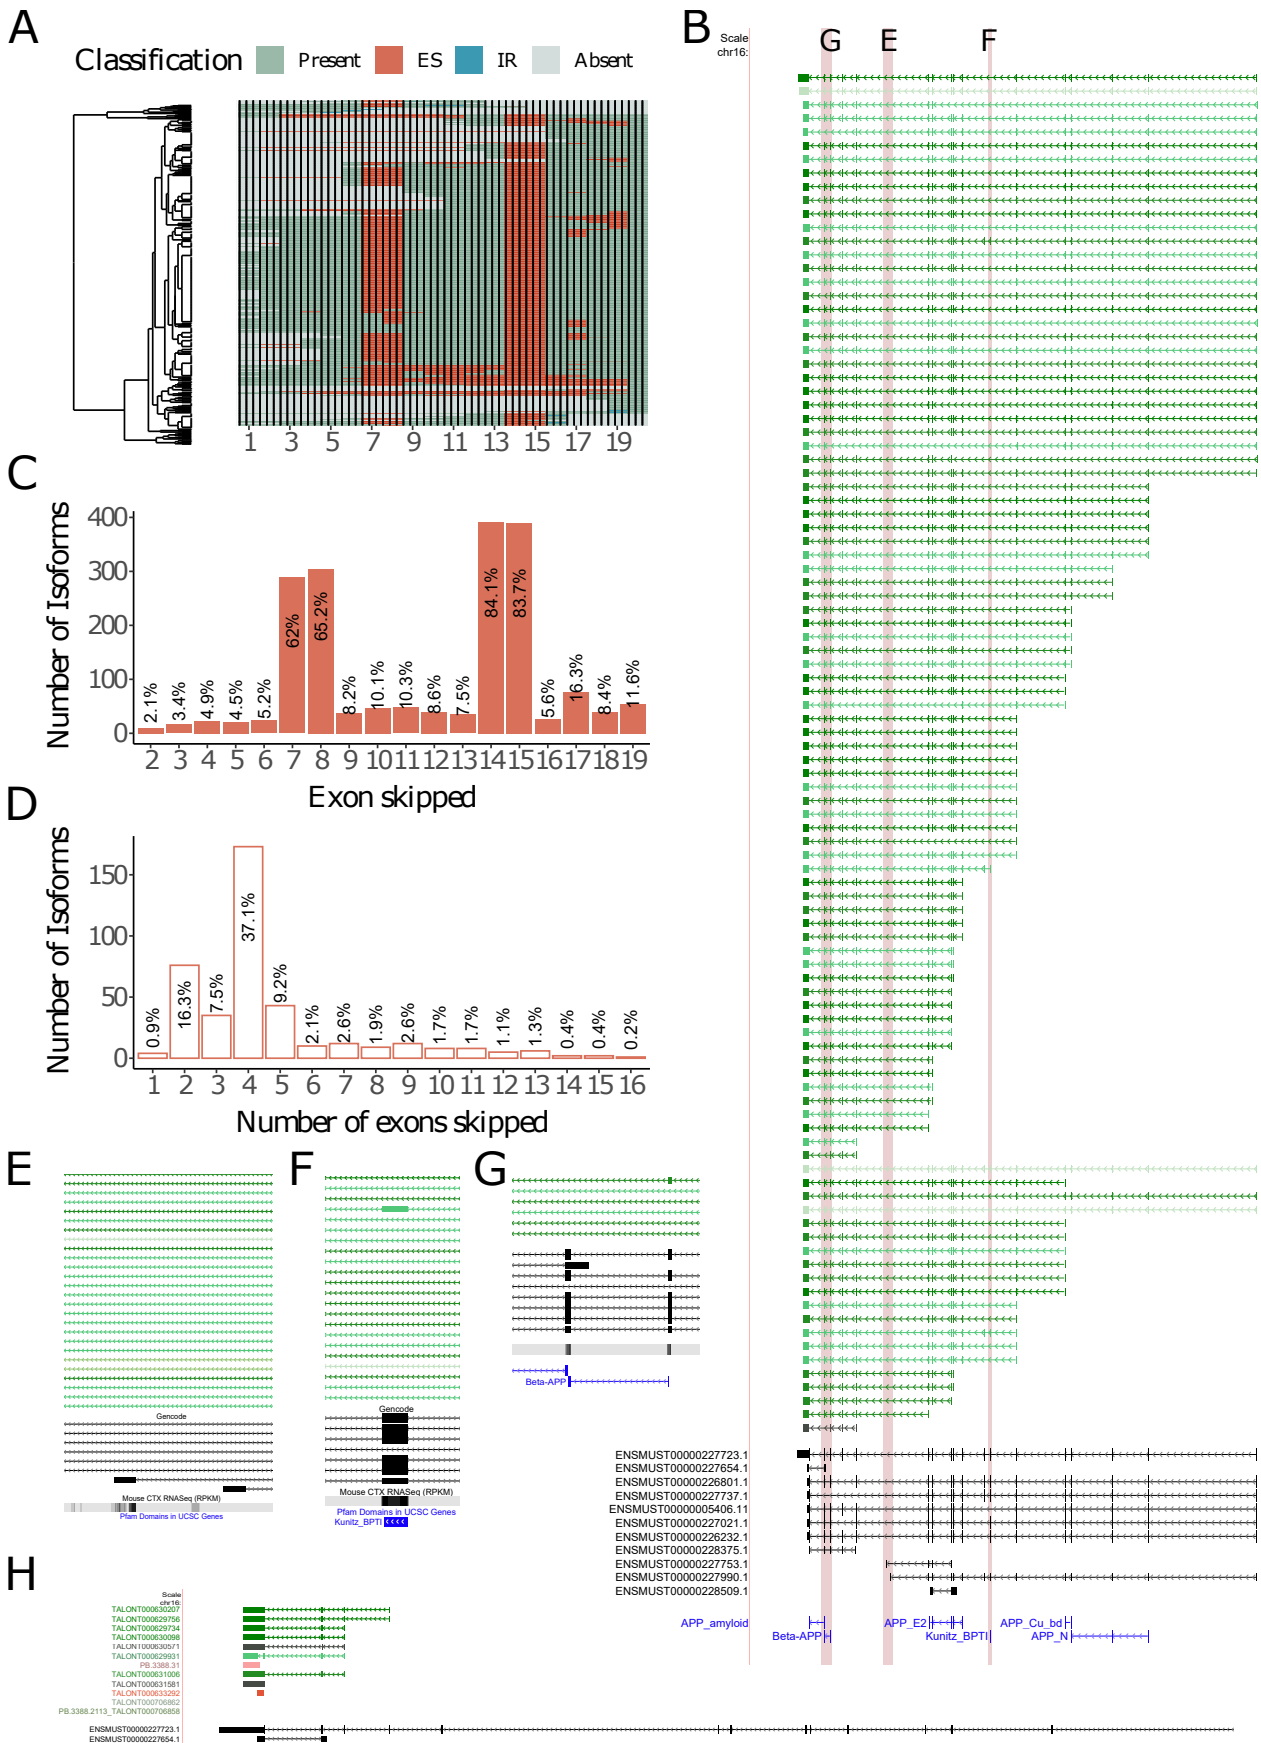 A
Classification Present ES IR Absent
1 3 5 7 9 11 13 15 17 19
B
Scale
chr16:
G E F
ENSMUST00000227723.1
ENSMUST00000227654.1
ENSMUST00000226801.1
ENSMUST00000227737.1
ENSMUST00000005406.11
ENSMUST00000227021.1
ENSMUST00000226232.1
ENSMUST00000228375.1
ENSMUST00000227753.1
ENSMUST00000227990.1
ENSMUST00000228509.1
APP_amyloid APP_E2 APP_Cu_bd
Beta-APP Kunitz_BPTI APP_N
C
Number of Isoforms
400
300
200
100
0
2.1% 3.4% 4.9% 4.5% 5.2% 62% 65.2% 8.2% 10.1% 10.3% 8.6% 7.5% 84.1% 83.7% 5.6% 16.3% 8.4% 11.6%
2 3 4 5 6 7 8 9 10 11 12 13 14 15 16 17 18 19
Exon skipped
D
Number of Isoforms
150
100
50
0
0.9% 16.3% 7.5% 37.1% 9.2% 2.1% 2.6% 1.9% 2.6% 1.7% 1.7% 1.1% 1.3% 0.4% 0.4% 0.2%
1 2 3 4 5 6 7 8 9 10 11 12 13 14 15 16
Number of exons skipped
E
Gencode
Mouse CTX RNASeq (RPKM)
Pfam Domains in UCSC Genes
F
Gencode
Mouse CTX RNASeq (RPKM)
Pfam Domains in UCSC Genes
Kunitz_BPTI
G
Beta-APP
H
Scale
chr16:
TALONT000630207
TALONT000629756
TALONT000629734
TALONT000630098
TALONT000630571
TALONT000629931
PB.3388.31
TALONT000631006
TALONT000631581
TALONT000633292
TALONT000706862
PB.3388.2113_TALONT000706858
ENSMUST00000227723.1
ENSMUST00000227654.1